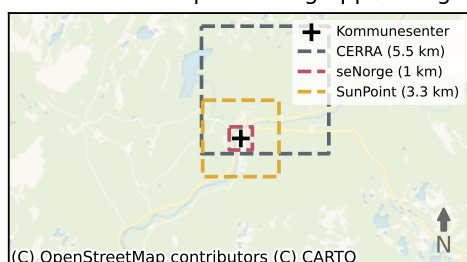 Kommunesenter
CERRA (5.5 km)
seNorge (1 km)
SunPoint (3.3 km)
N
(C) OpenStreetMap contributors (C) CARTO